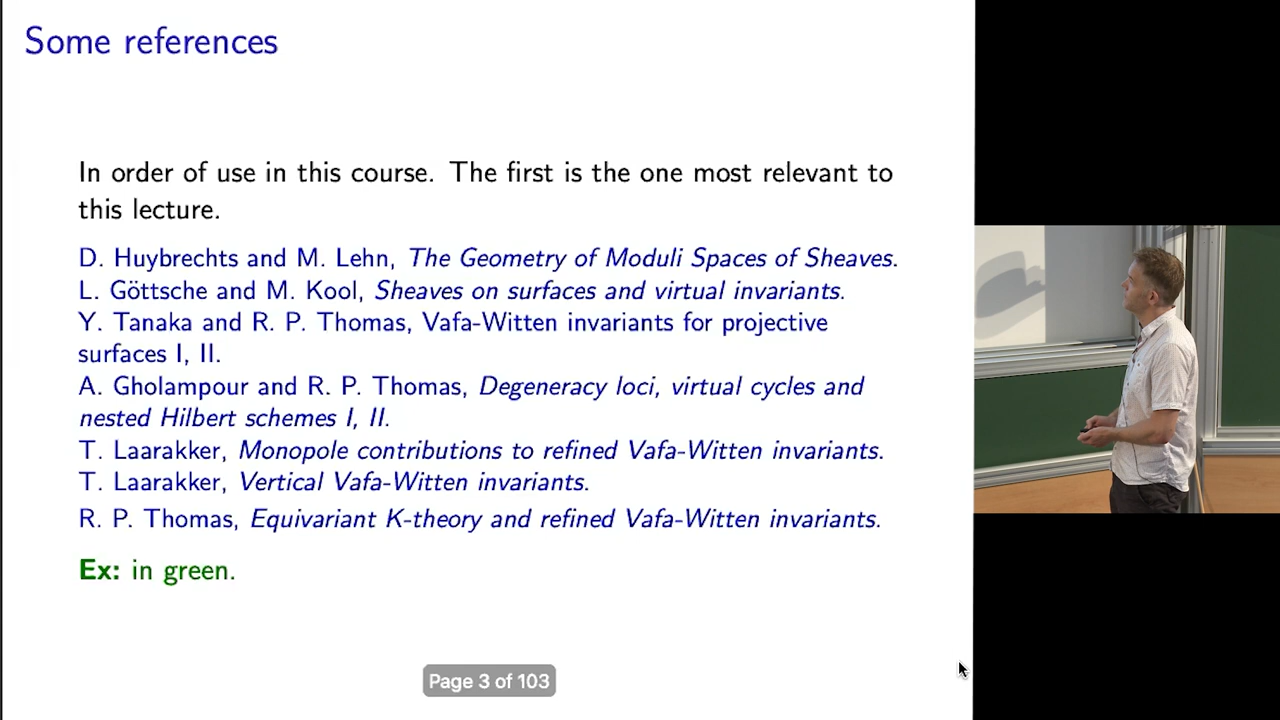 Some references
In order of use in this course. The first is the one most relevant to
this lecture.
D. Huybrechts and M. Lehn, The Geometry of Moduli Spaces of Sheaves.
L. Göttsche and M. Kool, Sheaves on surfaces and virtual invariants.
Y. Tanaka and R. P. Thomas, Vafa-Witten invariants for projective
surfaces I, II.
A. Gholampour and R. P. Thomas, Degeneracy loci, virtual cycles and
nested Hilbert schemes I, II.
T. Laarakker, Monopole contributions to refined Vafa-Witten invariants.
T. Laarakker, Vertical Vafa-Witten invariants.
R. P. Thomas, Equivariant K-theory and refined Vafa-Witten invariants.
Ex: in green.
Page 3 of 103